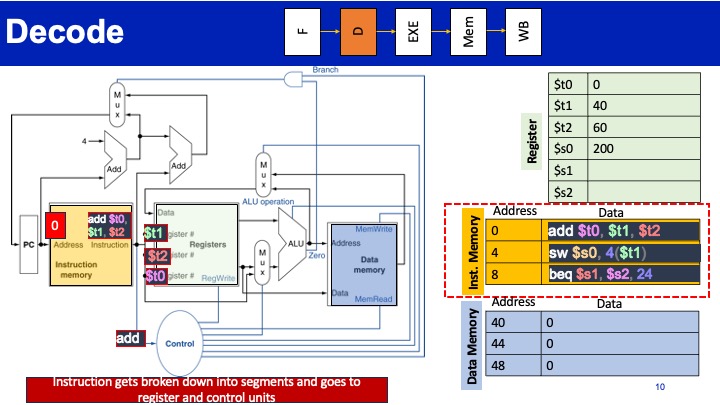 Decode
F
D
EXE
Mem
WB
Branch
M
u
x
4
Add
Add
M
u
x
ALU operation
PC
0
add $t0,
$t1, $t2
Address Instruction
Instruction
memory
Data
$t1 gister #
Registers
$t2 ister #
$t0 ister #
RegWrite
M
u
x
ALU
Zero
MemWrite
Address
Data
memory
Data
MemRead
add
Control
Instruction gets broken down into segments and goes to
register and control units
Register
$t0 0
$t1 40
$t2 60
$s0 200
$s1
$s2
Inst. Memory
Address Data
0 add $t0, $t1, $t2
4 sw $s0, 4($t1)
8 beq $s1, $s2, 24
Data Memory
Address Data
40 0
44 0
48 0
10